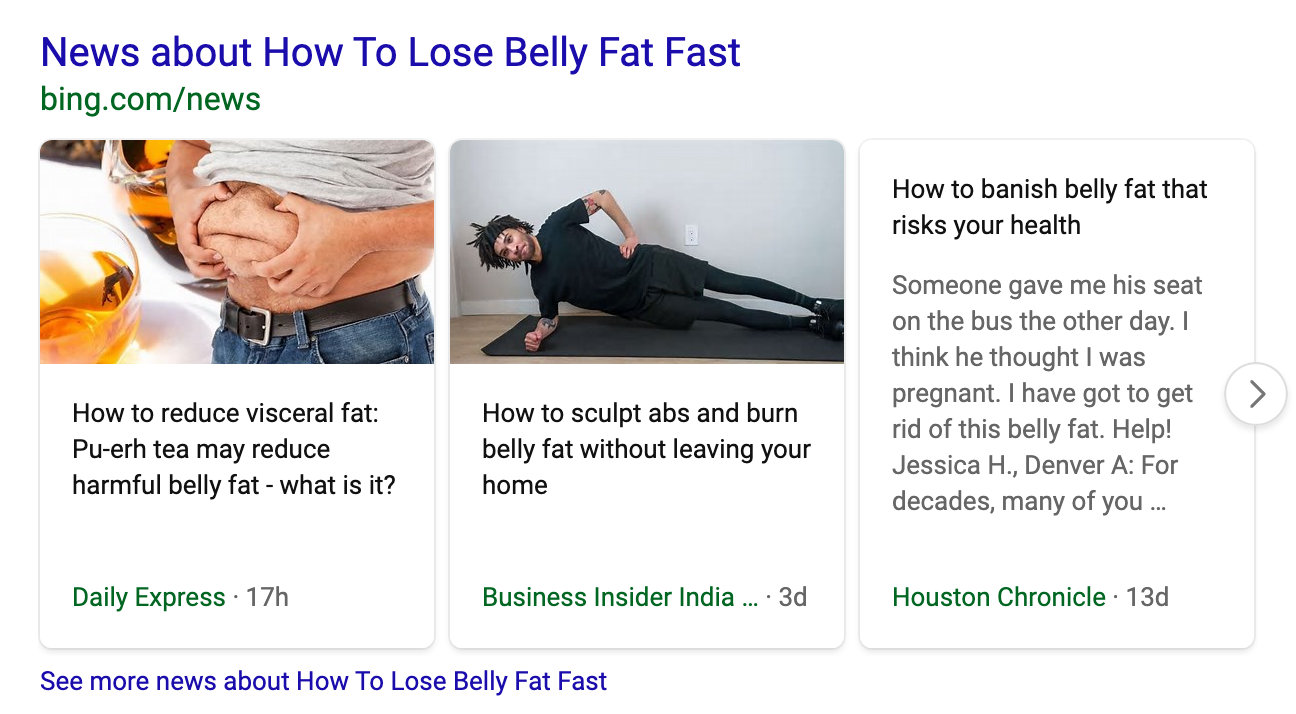 News about How To Lose Belly Fat Fast
bing.com/news
How to reduce visceral fat:
Pu-erh tea may reduce
harmful belly fat - what is it?
Daily Express · 17h
How to sculpt abs and burn
belly fat without leaving your
home
Business Insider India ... · 3d
How to banish belly fat that
risks your health
Someone gave me his seat
on the bus the other day. I
think he thought I was
pregnant. I have got to get
rid of this belly fat. Help!
Jessica H., Denver A: For
decades, many of you ...
Houston Chronicle · 13d
See more news about How To Lose Belly Fat Fast